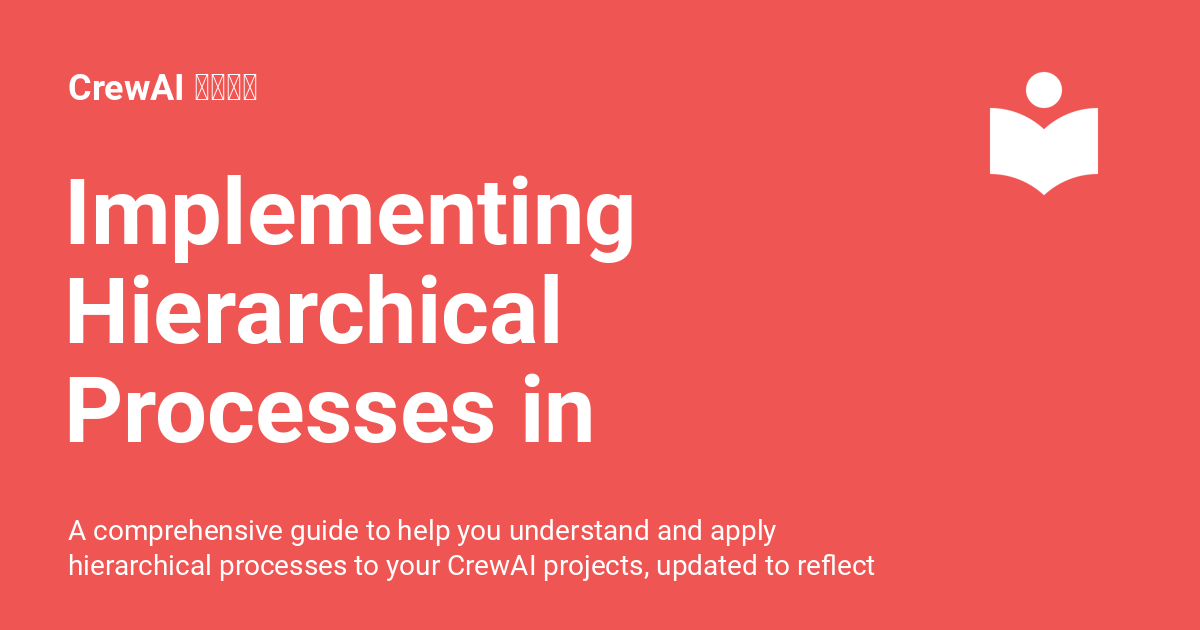 CrewAI
Implementing
Hierarchical
Processes in
A comprehensive guide to help you understand and apply
hierarchical processes to your CrewAI projects, updated to reflect